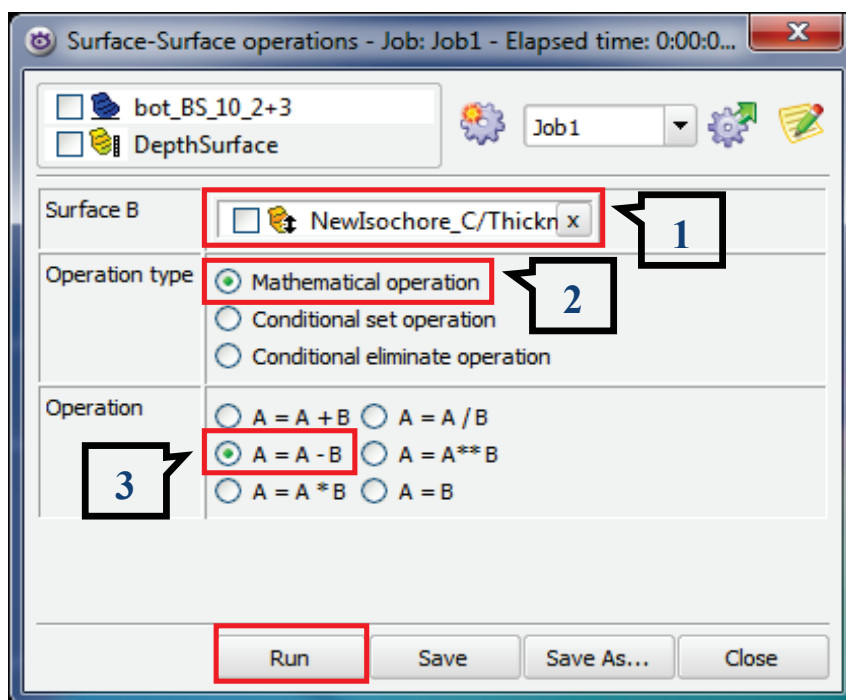 Surface-Surface operations - Job: Job1 - Elapsed time: 0:00:0...
x
bot_BS_10_2+3
DepthSurface
Job1
Surface B
NewIsochore_C/Thickn x
1
Operation type
Mathematical operation
2
Conditional set operation
Conditional eliminate operation
Operation
A = A + B A = A / B
A = A - B A = A** B
3
A = A * B A = B
Run Save Save As... Close